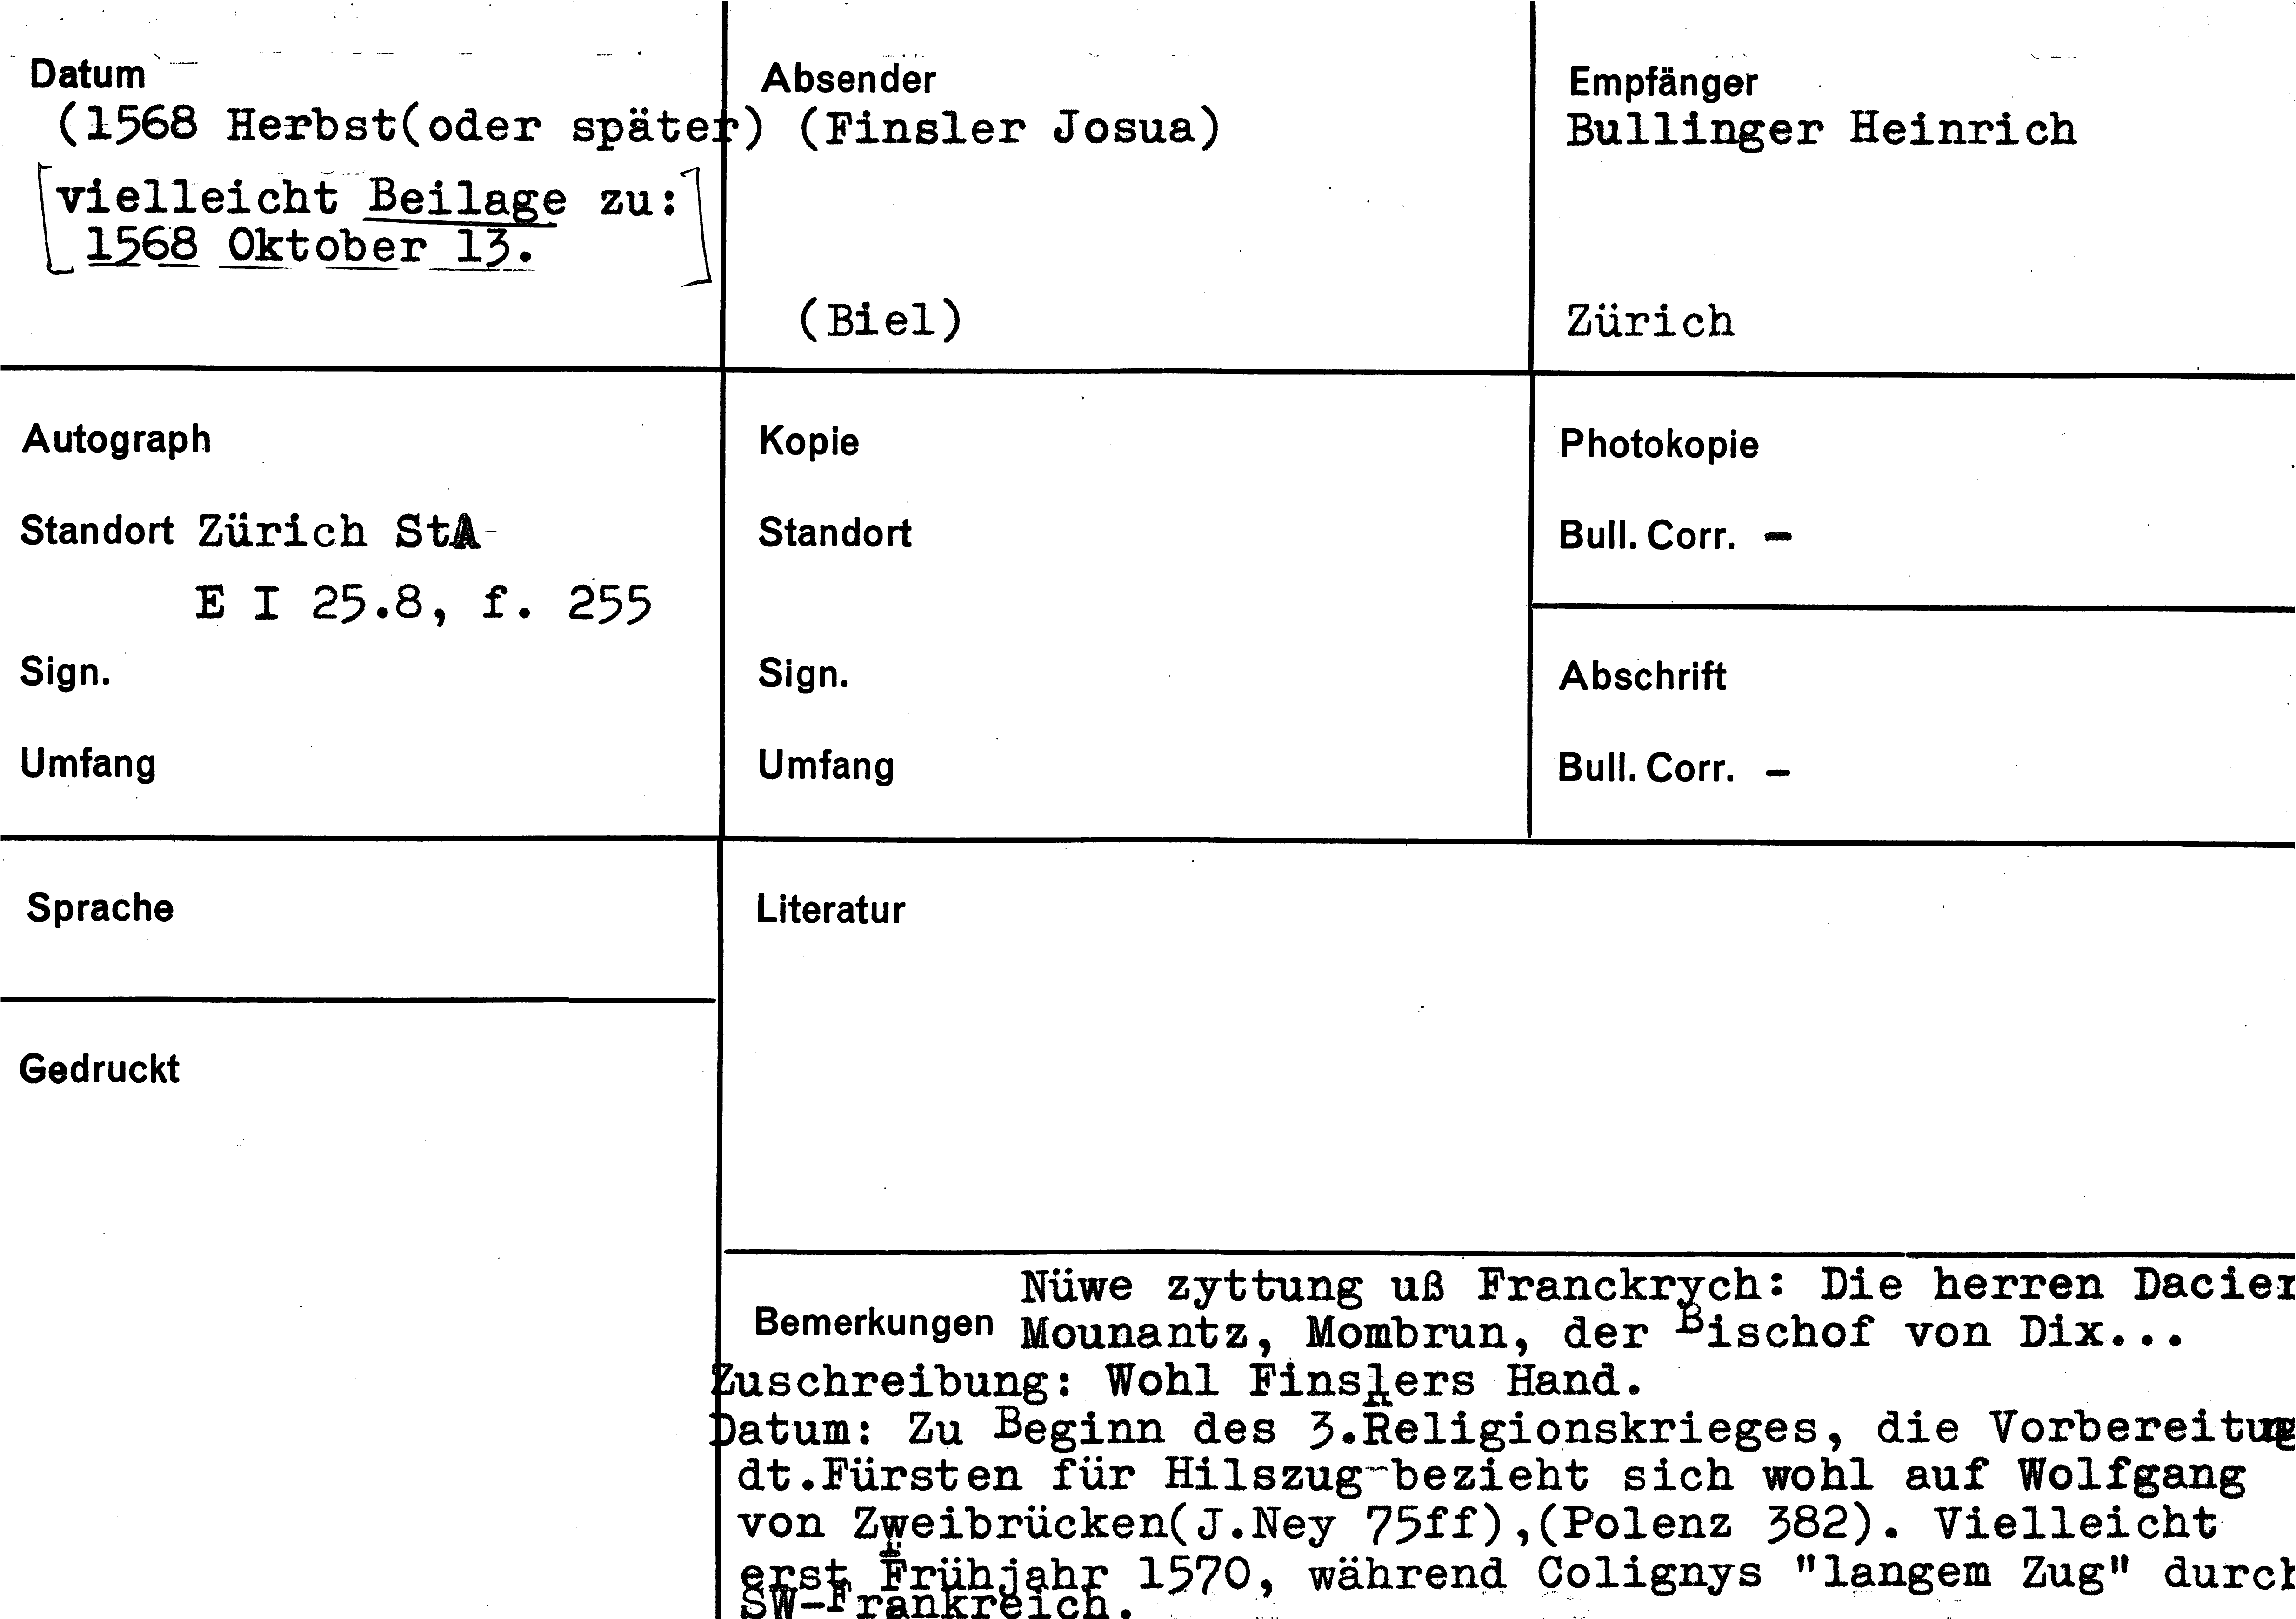 Datum
(1568 Herbst(oder später)
[vielleicht Beilage zu:
1568 Oktober 13.]
Absender
(Finsler Josua)
(Biel)
Empfänger
Bullinger Heinrich
Zürich
Autograph
Standort Zürich StA
E I 25.8, f. 255
Sign.
Umfang
Kopie
Standort
Sign.
Umfang
Photokopie
Bull. Corr. -
Abschrift
Bull. Corr. -
Sprache
Gedruckt
Literatur
Bemerkungen
Nüwe zyttung uß Franckrych: Die herren Dacier
Mounantz, Mombrun, der Bischof von Dix...
Zuschreibung: Wohl Finslers Hand.
Datum: Zu Beginn des 3.Religionskrieges, die Vorbereitug
dt.Fürsten für Hilszug bezieht sich wohl auf Wolfgang
von Zweibrücken(J.Ney 75ff),(Polenz 382). Vielleicht
erst Frühjahr 1570, während Colignys "langem Zug" durch
SW-Frankreich.